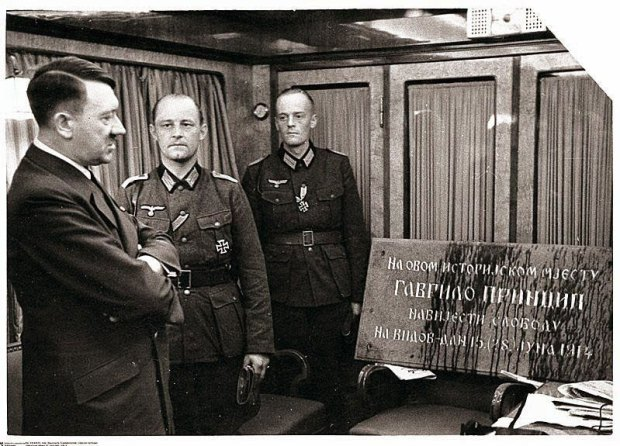 НА ОВОМ ИСТОРИЈСКОМ МЈЕСТУ
ГАВРИЛО ПРИНЦИП
НАВИЈЕСТИ СЛОБОДУ
НА ВИДОВ-ДАН 15./28. ЈУНА 1914